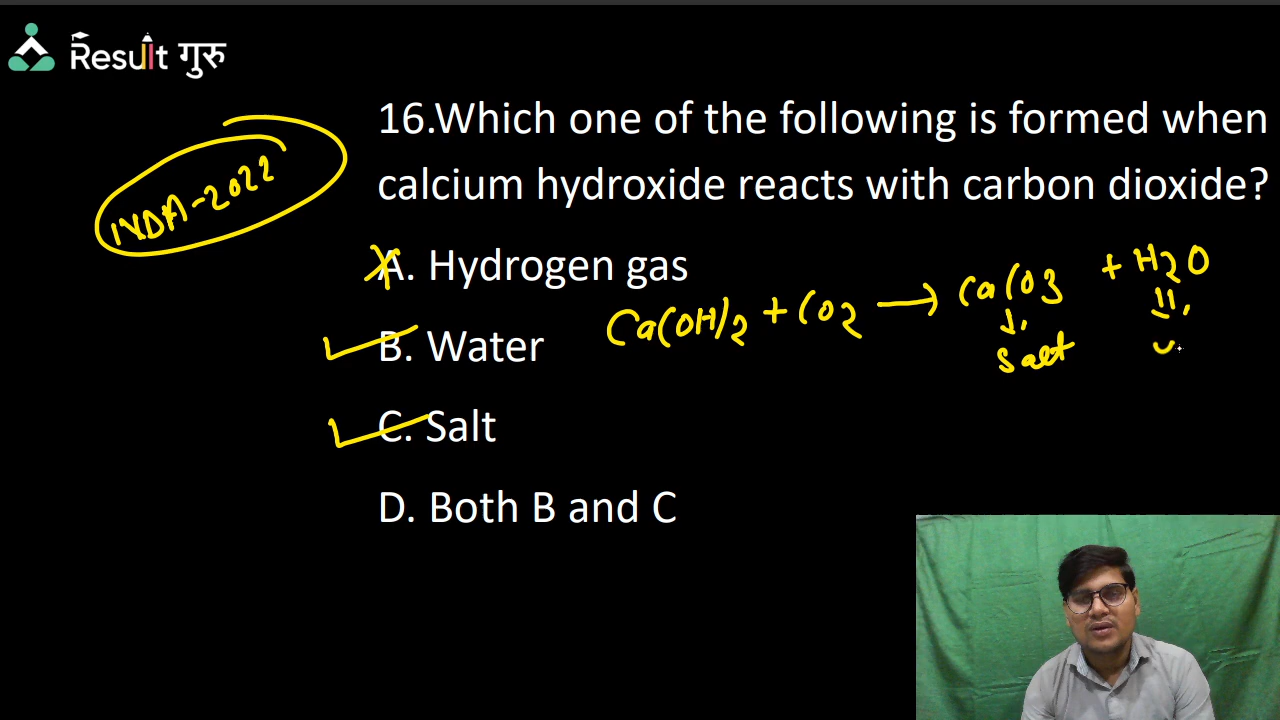 Result गुरु
16.Which one of the following is formed when
calcium hydroxide reacts with carbon dioxide?
NDA-2022
A. Hydrogen gas
Ca(OH)2 + CO2 → CaCO3 + H2O
Salt
B. Water
C. Salt
D. Both B and C